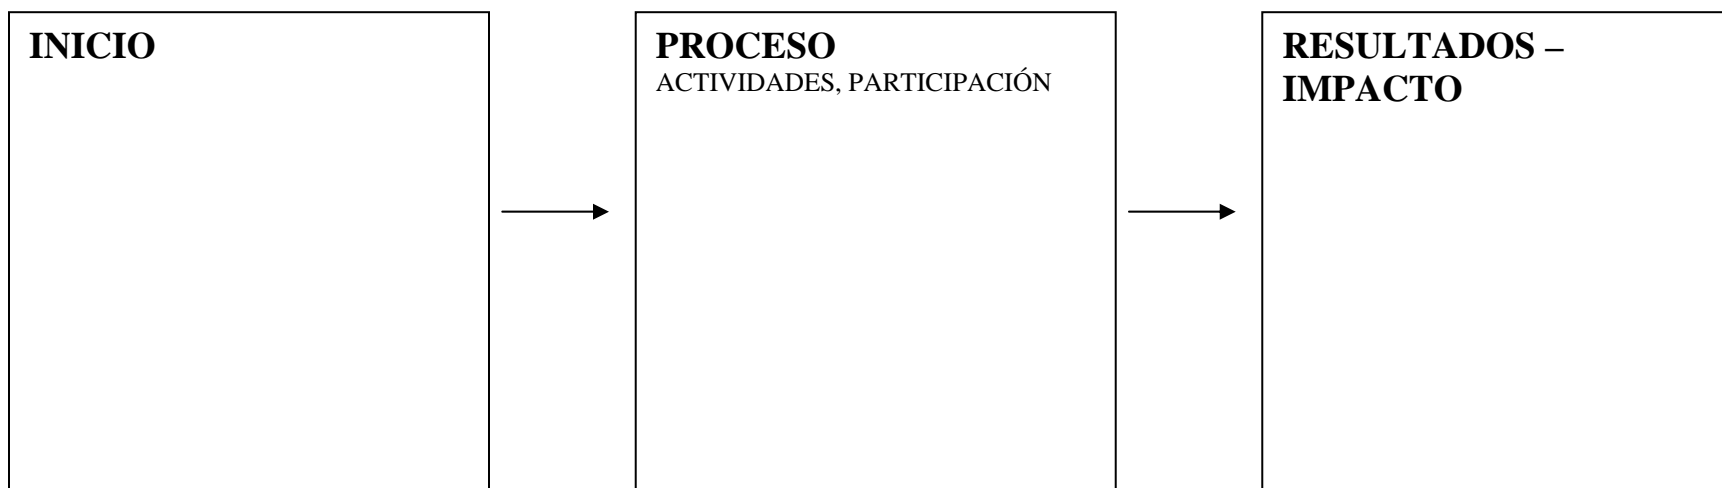 INICIO
PROCESO
ACTIVIDADES, PARTICIPACIÓN
RESULTADOS –
IMPACTO